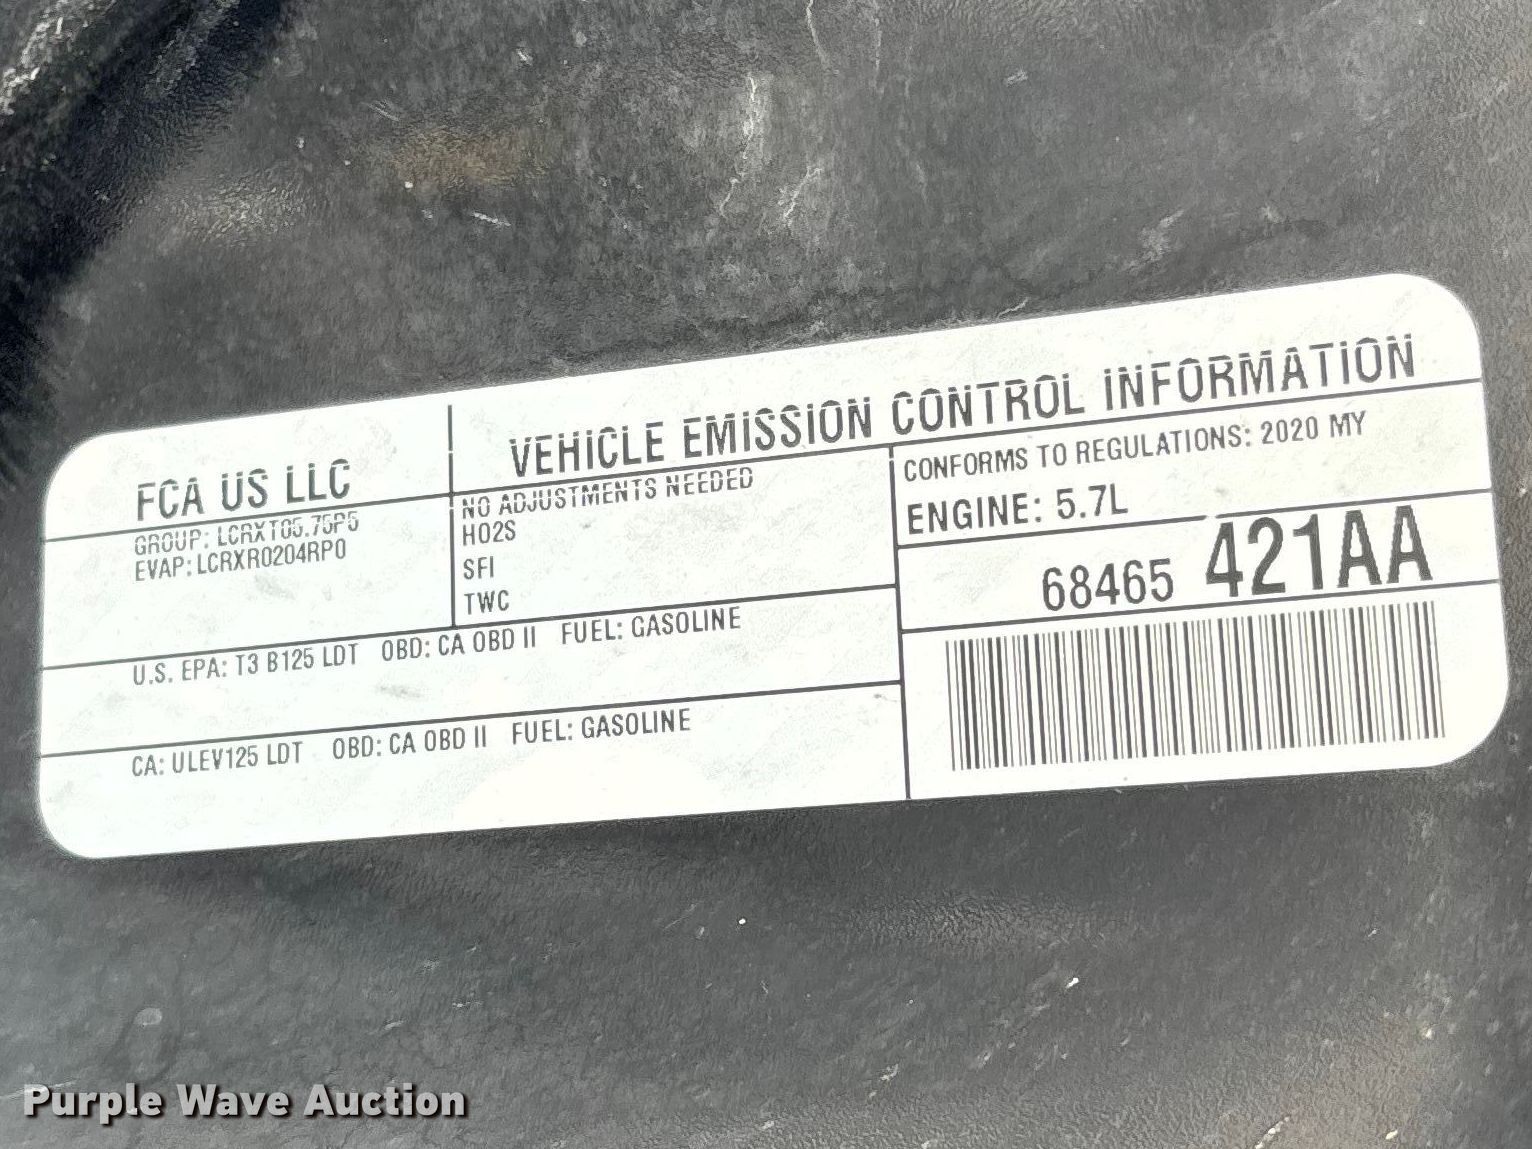 FCA US LLC
GROUP: LCRXT05.75P5
EVAP: LCRXR0204RP0
VEHICLE EMISSION CONTROL INFORMATION
NO ADJUSTMENTS NEEDED
HO2S
SFI
TWC
CONFORMS TO REGULATIONS: 2020 MY
ENGINE: 5.7L
68465 421AA
U.S. EPA: T3 B125 LDT OBD: CA OBD II FUEL: GASOLINE
CA: ULEV125 LDT OBD: CA OBD II FUEL: GASOLINE
Purple Wave Auction